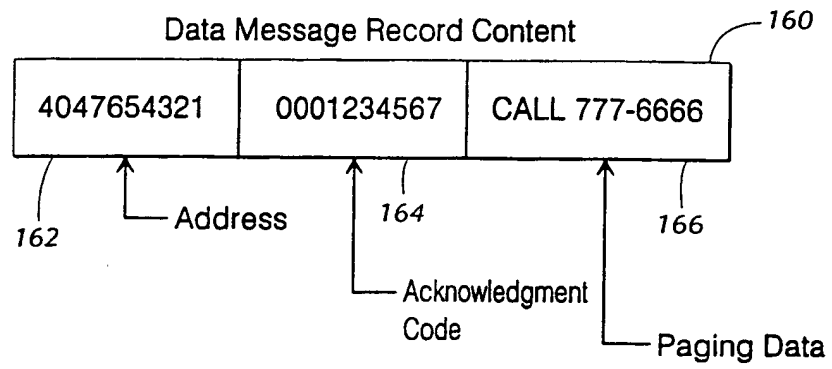 Data Message Record Content
160
4047654321 0001234567 CALL 777-6666
162 Address 164 166
Acknowledgment
Code
Paging Data